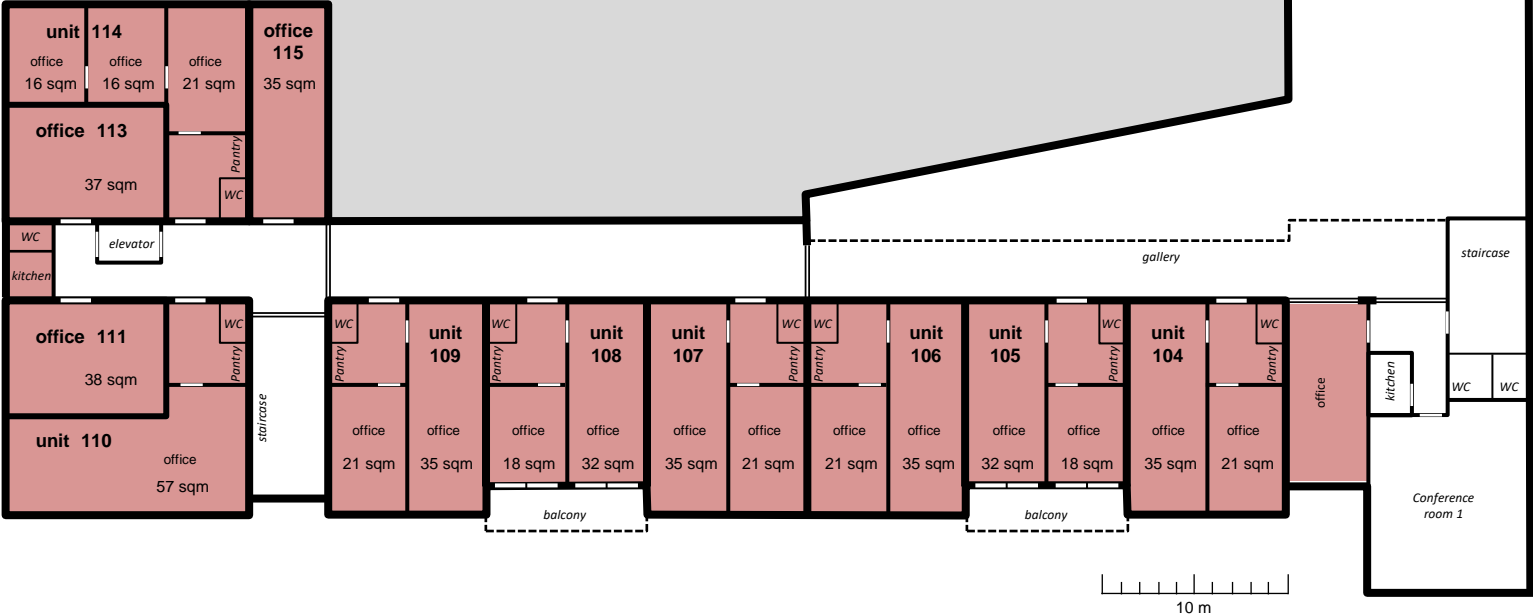 unit 114
office
115
office
office
office
16 sqm
16 sqm
21 sqm
35 sqm
office 113
Pantry
37 sqm
WC
WC
elevator
kitchen
gallery
staircase
office 111
WC
Pantry
38 sqm
unit 110
office
57 sqm
staircase
WC
Pantry
unit
109
office
21 sqm
office
35 sqm
WC
Pantry
unit
108
office
18 sqm
office
32 sqm
balcony
unit
107
WC
Pantry
office
35 sqm
office
21 sqm
WC
Pantry
unit
106
office
21 sqm
office
35 sqm
unit
105
WC
Pantry
office
32 sqm
office
18 sqm
balcony
unit
104
WC
Pantry
office
35 sqm
office
21 sqm
office
kitchen
WC
WC
Conference
room 1
10 m